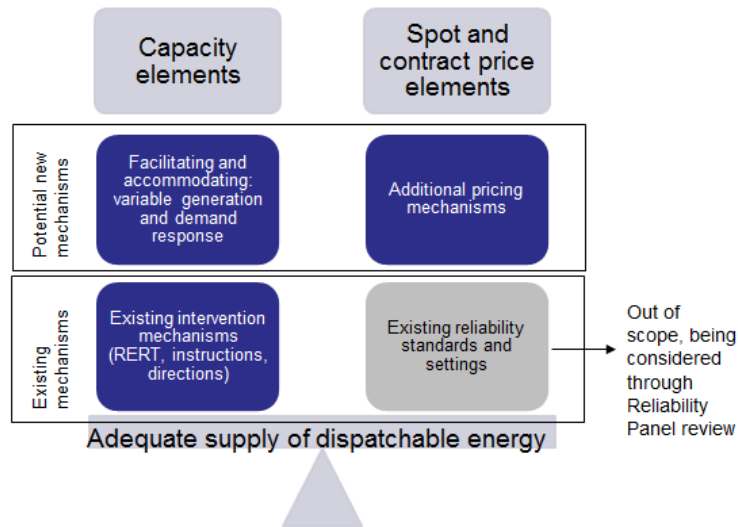 Capacity
elements
Spot and
contract price
elements
Potential new
mechanisms
Facilitating and
accommodating:
variable generation
and demand
response
Additional pricing
mechanisms
Existing
mechanisms
Existing intervention
mechanisms
(RERT, instructions,
directions)
Existing reliability
standards and
settings
Out of
scope, being
considered
through
Reliability
Panel review
Adequate supply of dispatchable energy